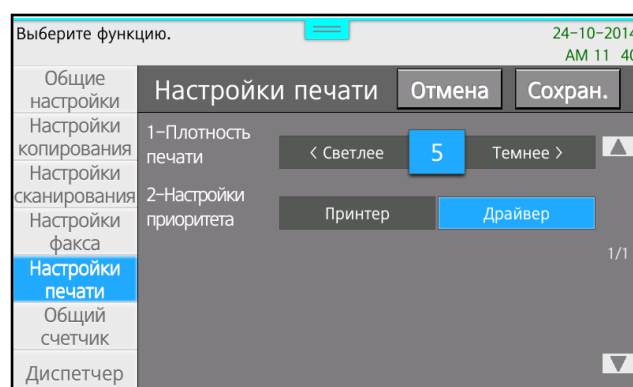 Выберите функцию.
24-10-2014
AM 11 40
Общие
настройки
Настройки
копирования
Настройки
сканирования
Настройки
факса
Настройки
печати
Общий
счетчик
Диспетчер
Настройки печати
Отмена
Сохран.
1-Плотность
печати
< Светлее
5
Темнее >
2-Настройки
приоритета
Принтер
Драйвер
1/1